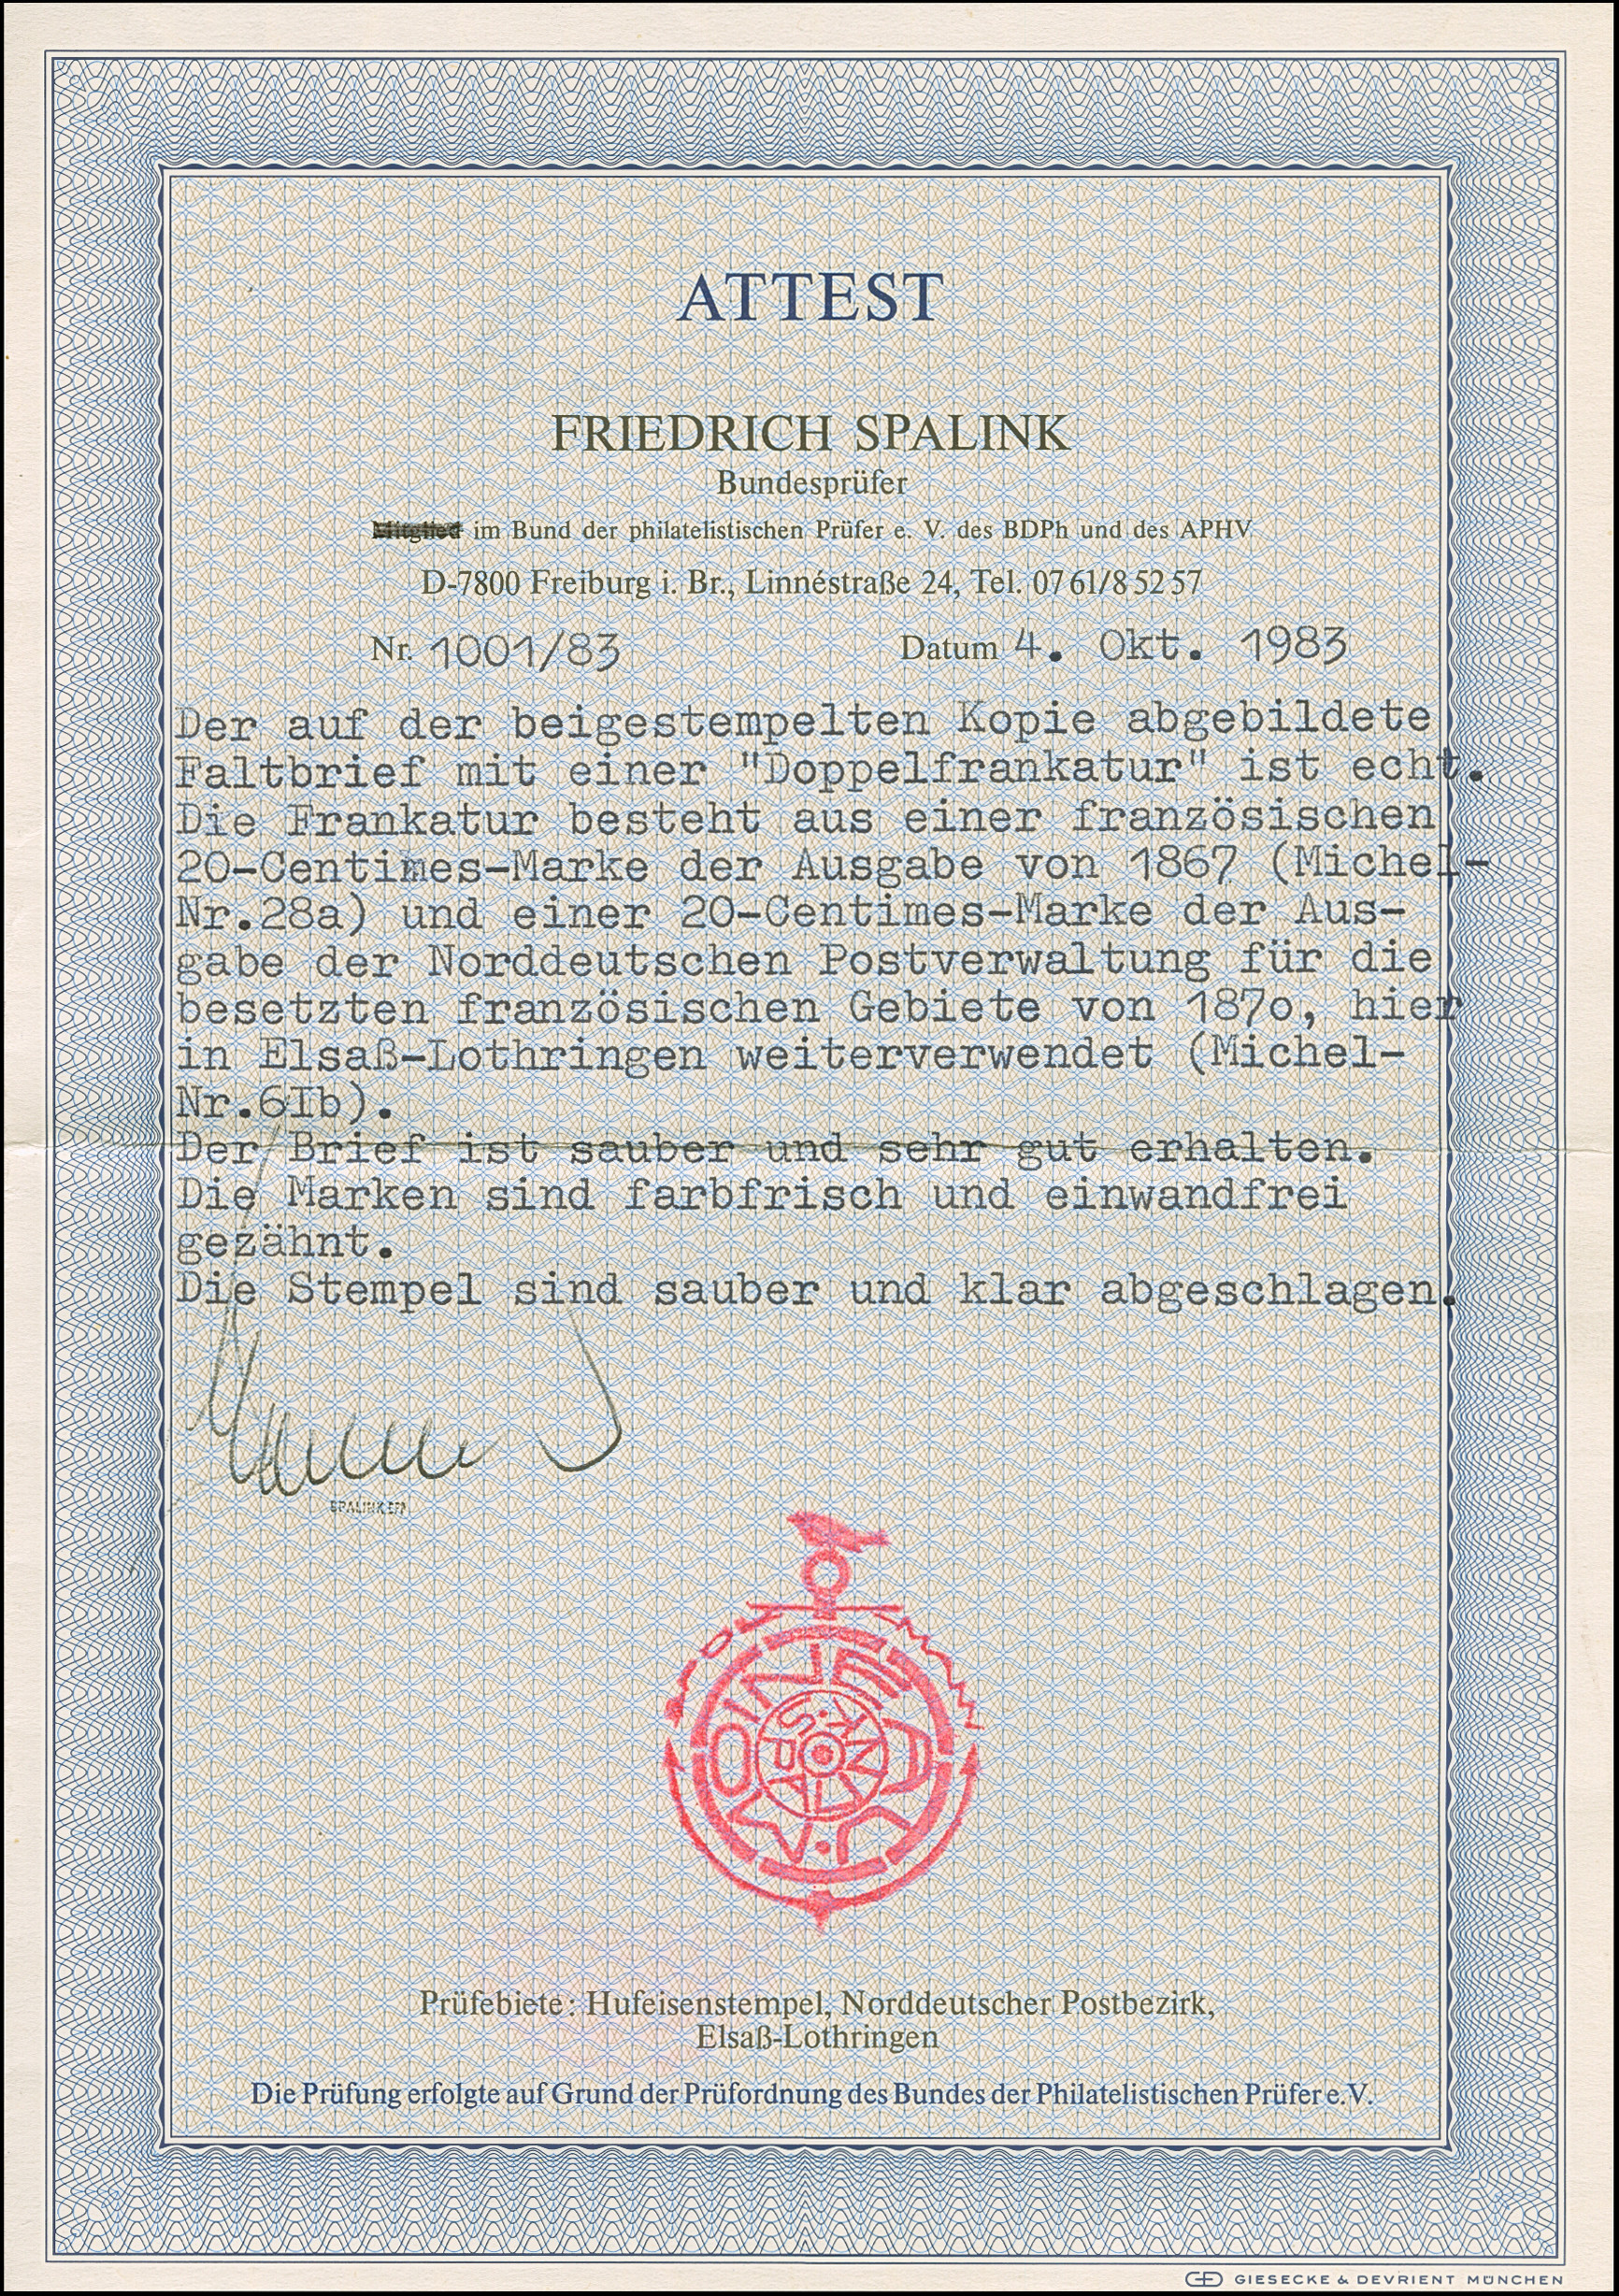 ATTEST
FRIEDRICH SPALINK
Bundesprüfer
Mitglied im Bund der philatelistischen Prüfer e. V. des BDPh und des APHV
D-7800 Freiburg i. Br., Linnéstraße 24, Tel. 07 61/8 52 57
Nr. 1001/83 Datum 4. Okt. 1983
Der auf der beigestempelten Kopie abgebildete
Faltbrief mit einer "Doppelfrankatur" ist echt.
Die Frankatur besteht aus einer französischen
20-Centimes-Marke der Ausgabe von 1867 (Michel-
Nr.28a) und einer 20-Centimes-Marke der Aus-
gabe der Norddeutschen Postverwaltung für die
besetzten französischen Gebiete von 187o, hier
in Elsaß-Lothringen weiterverwendet (Michel-
Nr.6Ib).
Der Brief ist sauber und sehr gut erhalten.
Die Marken sind farbfrisch und einwandfrei
gezähnt.
Die Stempel sind sauber und klar abgeschlagen.
SPALINK
Prüfebiete: Hufeisenstempel, Norddeutscher Postbezirk,
Elsaß-Lothringen
Die Prüfung erfolgte auf Grund der Prüfordnung des Bundes der Philatelistischen Prüfer e.V.
GD GIESECKE & DEVRIENT MÜNCHEN